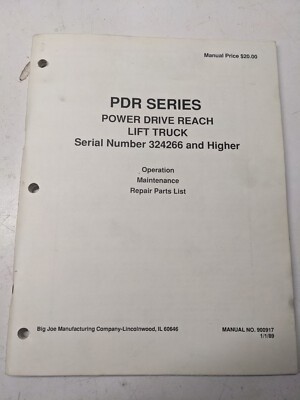 Manual Price $20.00
PDR SERIES
POWER DRIVE REACH
LIFT TRUCK
Serial Number 324266 and Higher
Operation
Maintenance
Repair Parts List
Big Joe Manufacturing Company-Lincolnwood, IL 60646
MANUAL NO. 900917
1/1/89